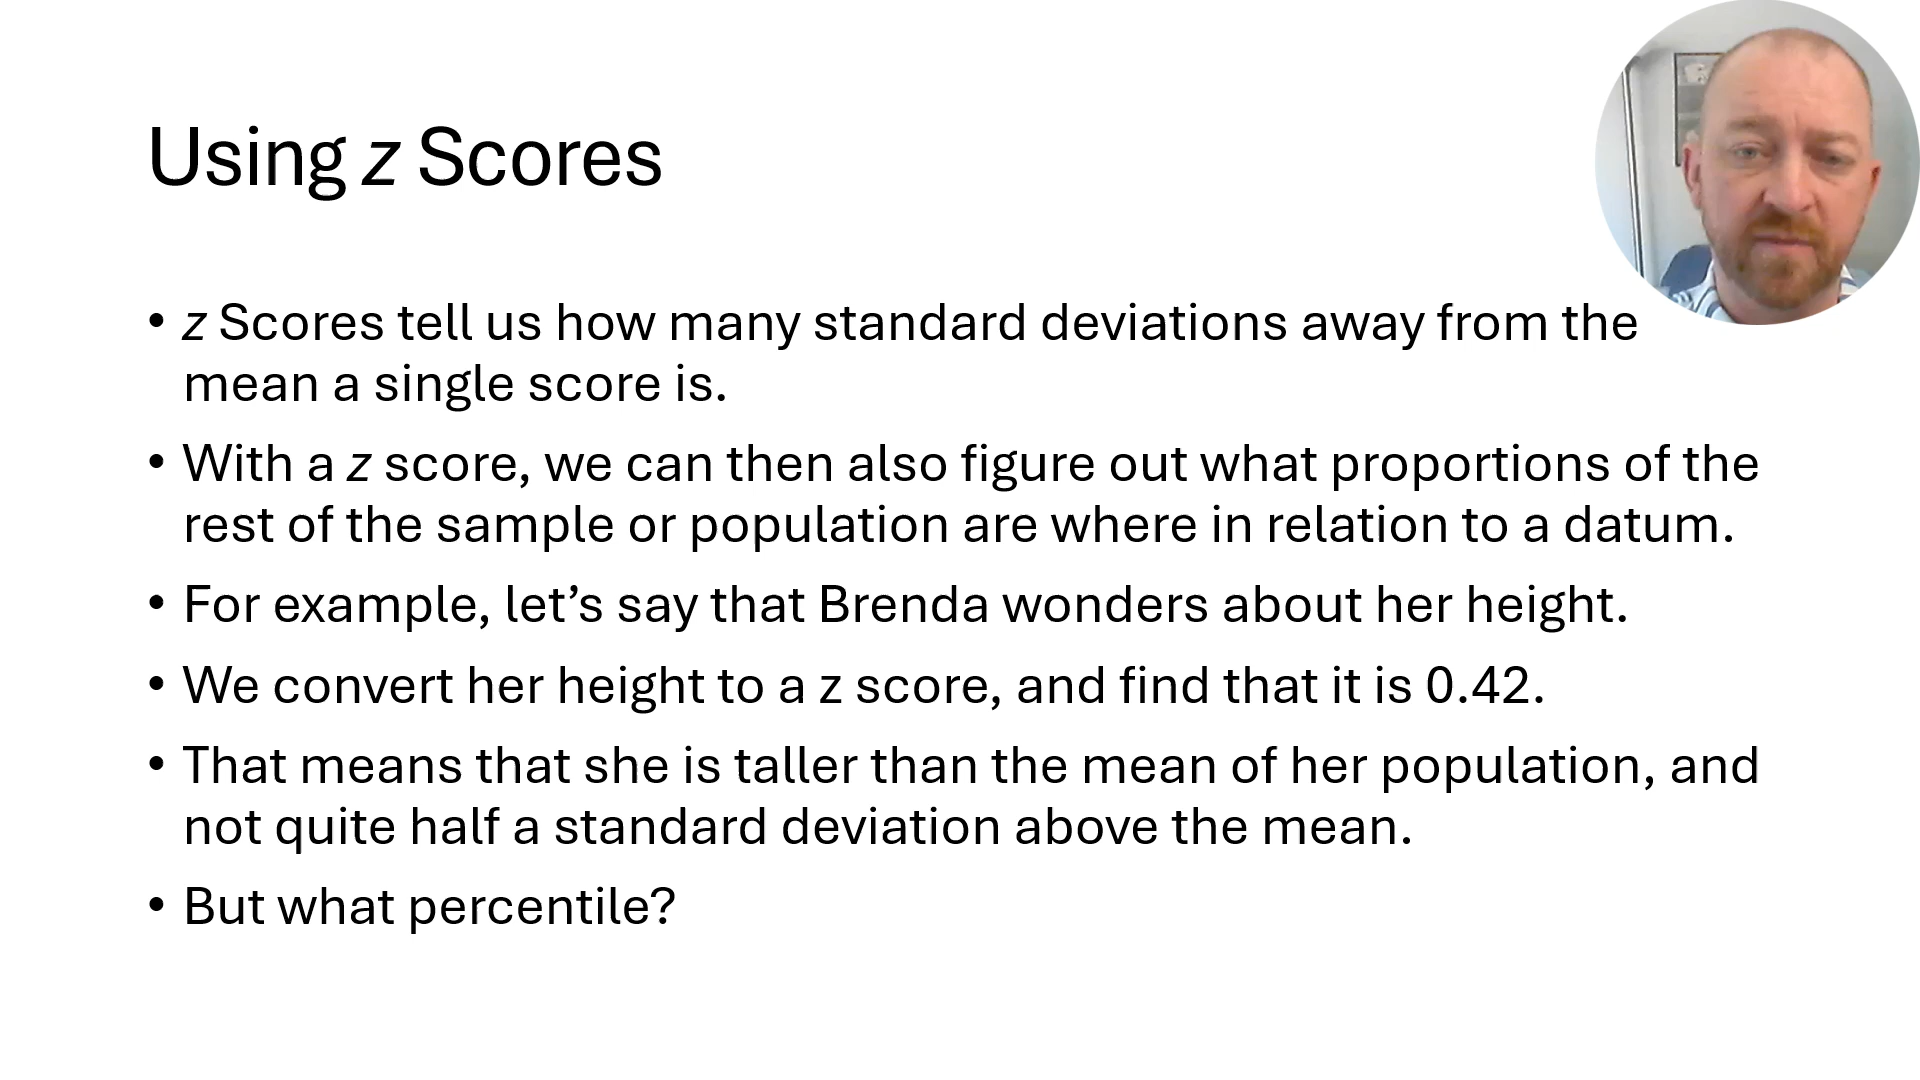 Using z Scores
• z Scores tell us how many standard deviations away from the
mean a single score is.
• With a z score, we can then also figure out what proportions of the
rest of the sample or population are where in relation to a datum.
• For example, let’s say that Brenda wonders about her height.
• We convert her height to a z score, and find that it is 0.42.
• That means that she is taller than the mean of her population, and
not quite half a standard deviation above the mean.
• But what percentile?